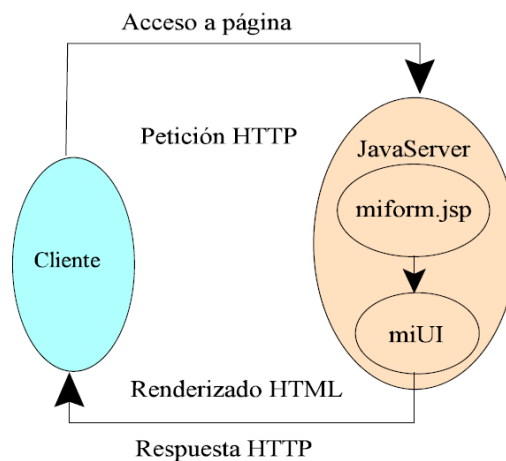 Acceso a página
Petición HTTP
JavaServer
miform.jsp
Cliente
miUI
Renderizado HTML
Respuesta HTTP